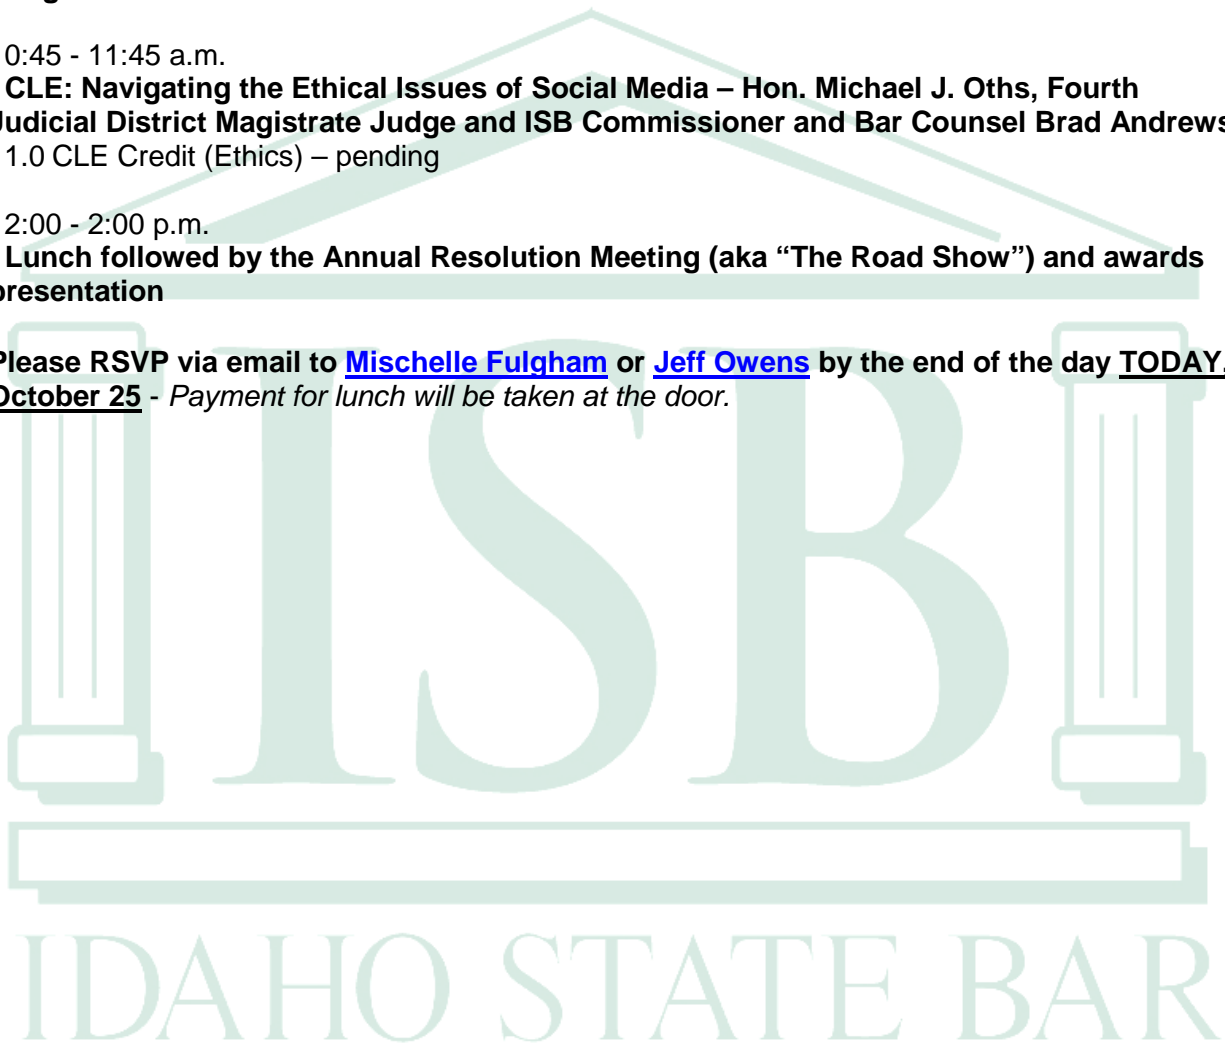 0:45 - 11:45 a.m.
CLE: Navigating the Ethical Issues of Social Media – Hon. Michael J. Oths, Fourth
Judicial District Magistrate Judge and ISB Commissioner and Bar Counsel Brad Andrews
1.0 CLE Credit (Ethics) – pending
2:00 - 2:00 p.m.
Lunch followed by the Annual Resolution Meeting (aka “The Road Show”) and awards
presentation
Please RSVP via email to Mischelle Fulgham or Jeff Owens by the end of the day TODAY,
October 25 - Payment for lunch will be taken at the door.
ISB
IDAHO STATE BAR